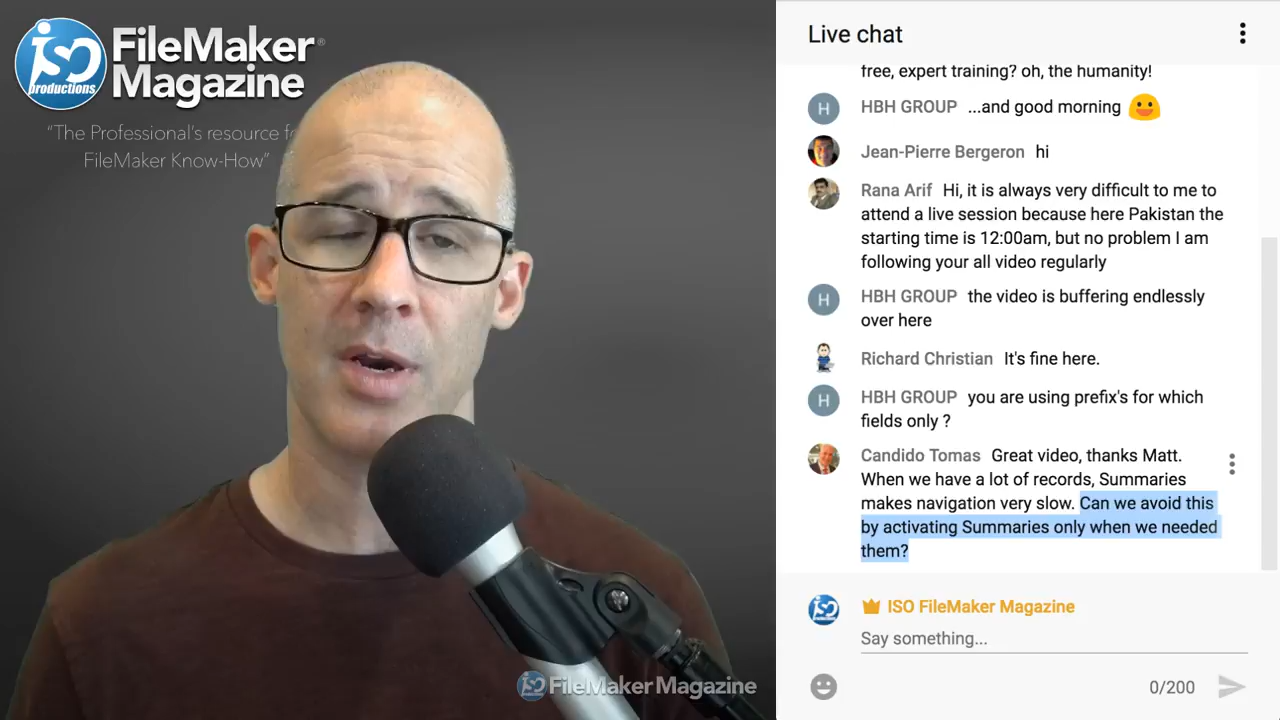 iso
productions
FileMaker
Magazine
“The Professional’s resource f
FileMaker Know-How”
FileMaker Magazine
Live chat
free, expert training? oh, the humanity!
H HBH GROUP ...and good morning
Jean-Pierre Bergeron hi
Rana Arif Hi, it is always very difficult to me to
attend a live session because here Pakistan the
starting time is 12:00am, but no problem I am
following your all video regularly
H HBH GROUP the video is buffering endlessly
over here
Richard Christian It's fine here.
H HBH GROUP you are using prefix's for which
fields only ?
Candido Tomas Great video, thanks Matt.
When we have a lot of records, Summaries
makes navigation very slow. Can we avoid this
by activating Summaries only when we needed
them?
iso ISO FileMaker Magazine
Say something...
0/200